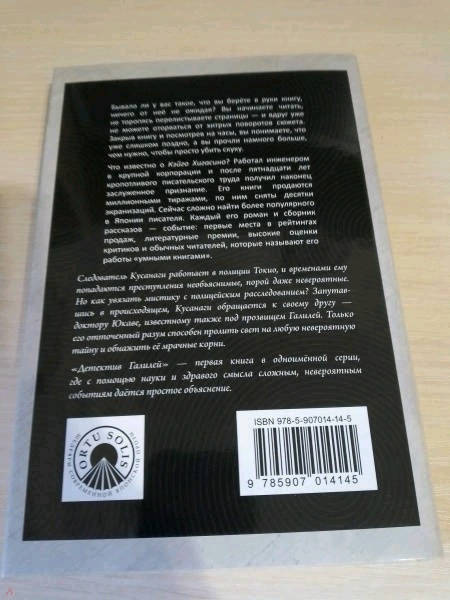 Бывало ли у вас такое, что вы берёте в руки книгу,
ничего от неё не ожидая? Вы начинаете читать,
не торопясь перелистываете страницы — и вдруг уже
не можете оторваться от хитрых поворотов сюжета.
Закрыв книгу и посмотрев на часы, вы понимаете, что
уже слишком поздно, а вы прочли намного больше,
чем нужно, чтобы просто убить скуку.
Что известно о Кэйго Хигасино? Работал инженером
в крупной корпорации и после пятнадцати лет
кропотливого писательского труда получил наконец
заслуженное признание. Его книги продаются
миллионными тиражами, по ним сняты десятки
экранизаций. Сейчас сложно найти более популярного
в Японии писателя. Каждый его роман и сборник
рассказов — событие: первые места в рейтингах
продаж, литературные премии, высокие оценки
критиков и обычных читателей, которые называют его
работы «умными книгами».
Следователь Кусанаги работает в полиции Токио, и временами ему
попадаются преступления необъяснимые, порой даже невероятные.
Но как увязать мистику с полицейским расследованием? Запутав-
шись в происходящем, Кусанаги обращается к своему другу —
доктору Юкаве, известному также под прозвищем Галилей. Только
его отточенный разум способен пролить свет на любую невероятную
тайну и обнажить её мрачные корни.
«Детектив Галилей» — первая книга в одноимённой серии,
где с помощью науки и здравого смысла сложным, невероятным
событиям даётся простое объяснение.
ORTU SOLIS
СОВРЕМЕННОЙ ЯПОНСКОЙ
ISBN 978-5-907014-14-5
9 785907 014145